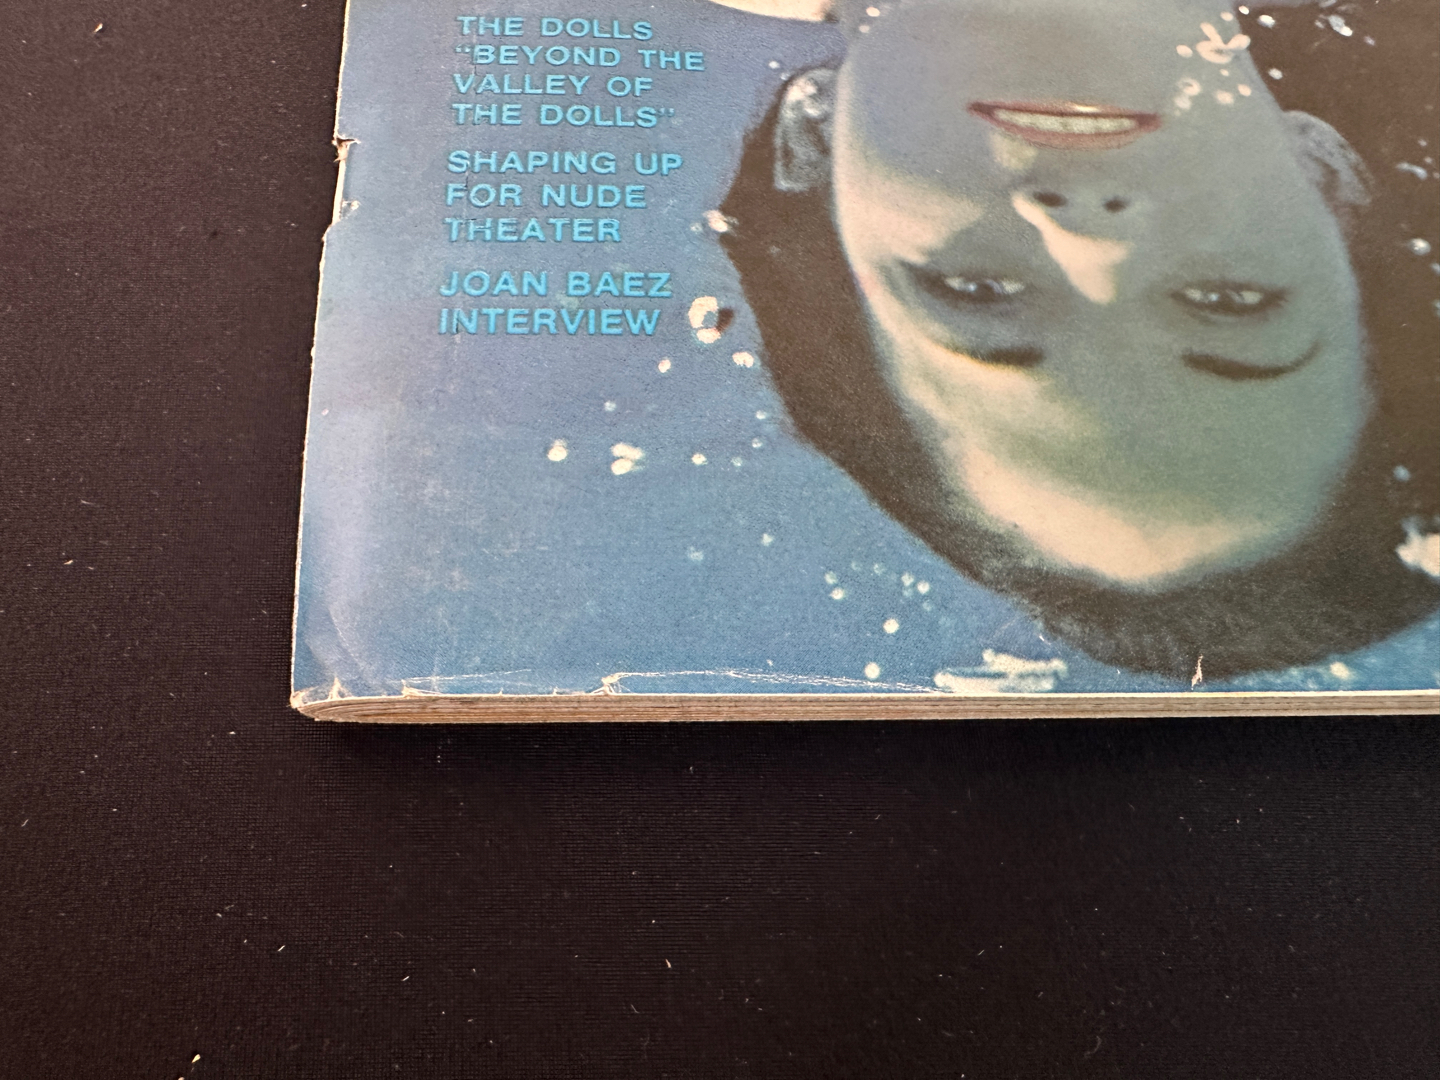 THE DOLLS
"BEYOND THE
VALLEY OF
THE DOLLS"
SHAPING UP
FOR NUDE
THEATER
JOAN BAEZ
INTERVIEW